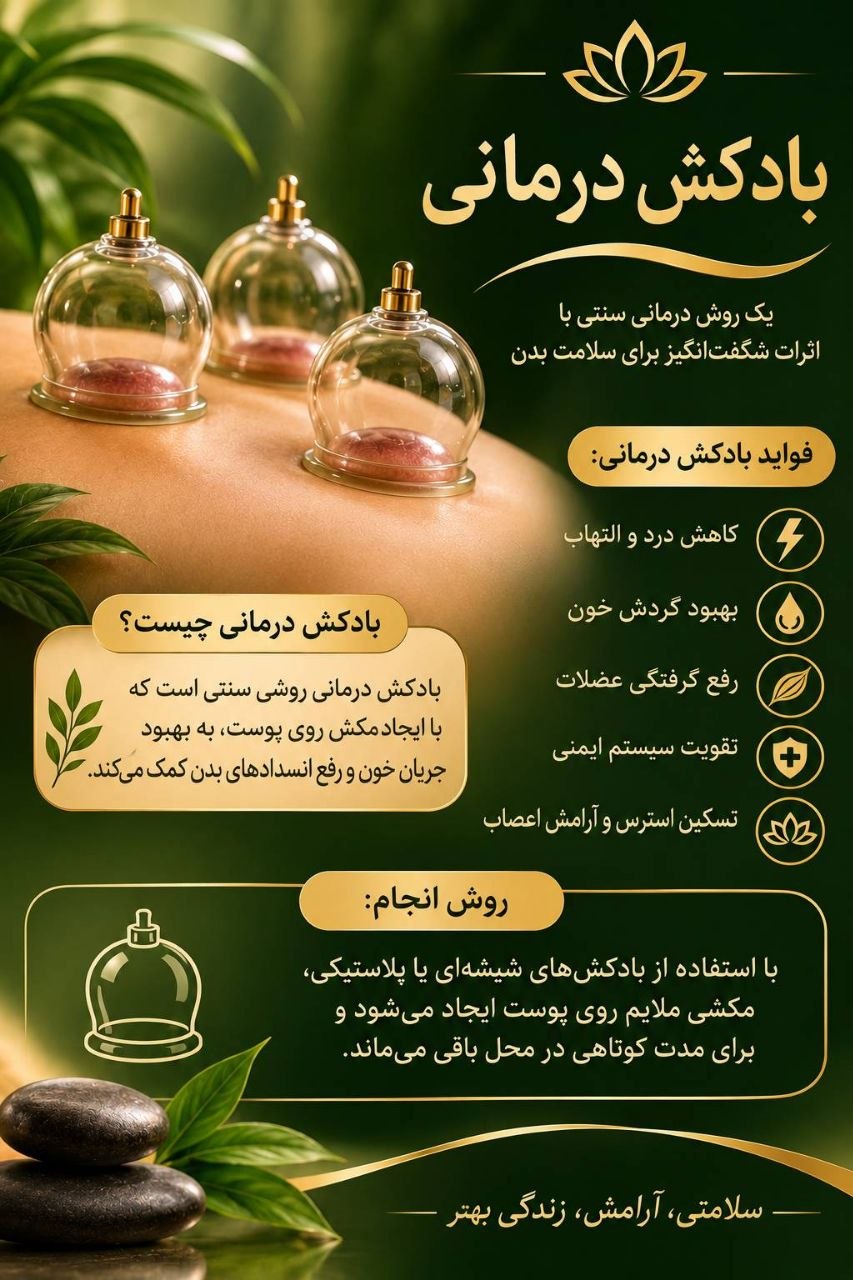 بادکش درمانی
یک روش درمانی سنتی با
اثرات شگفت‌انگیز برای سلامت بدن
فواید بادکش درمانی:
کاهش درد و التهاب
بهبود گردش خون
رفع گرفتگی عضلات
تقویت سیستم ایمنی
تسکین استرس و آرامش اعصاب
بادکش درمانی چیست؟
بادکش درمانی روشی سنتی است که
با ایجاد مکش روی پوست، به بهبود
جریان خون و رفع انسدادهای بدن کمک می‌کند.
روش انجام:
با استفاده از بادکش‌های شیشه‌ای یا پلاستیکی،
مکشی ملایم روی پوست ایجاد می‌شود و
برای مدت کوتاهی در محل باقی می‌ماند.
سلامتی، آرامش، زندگی بهتر